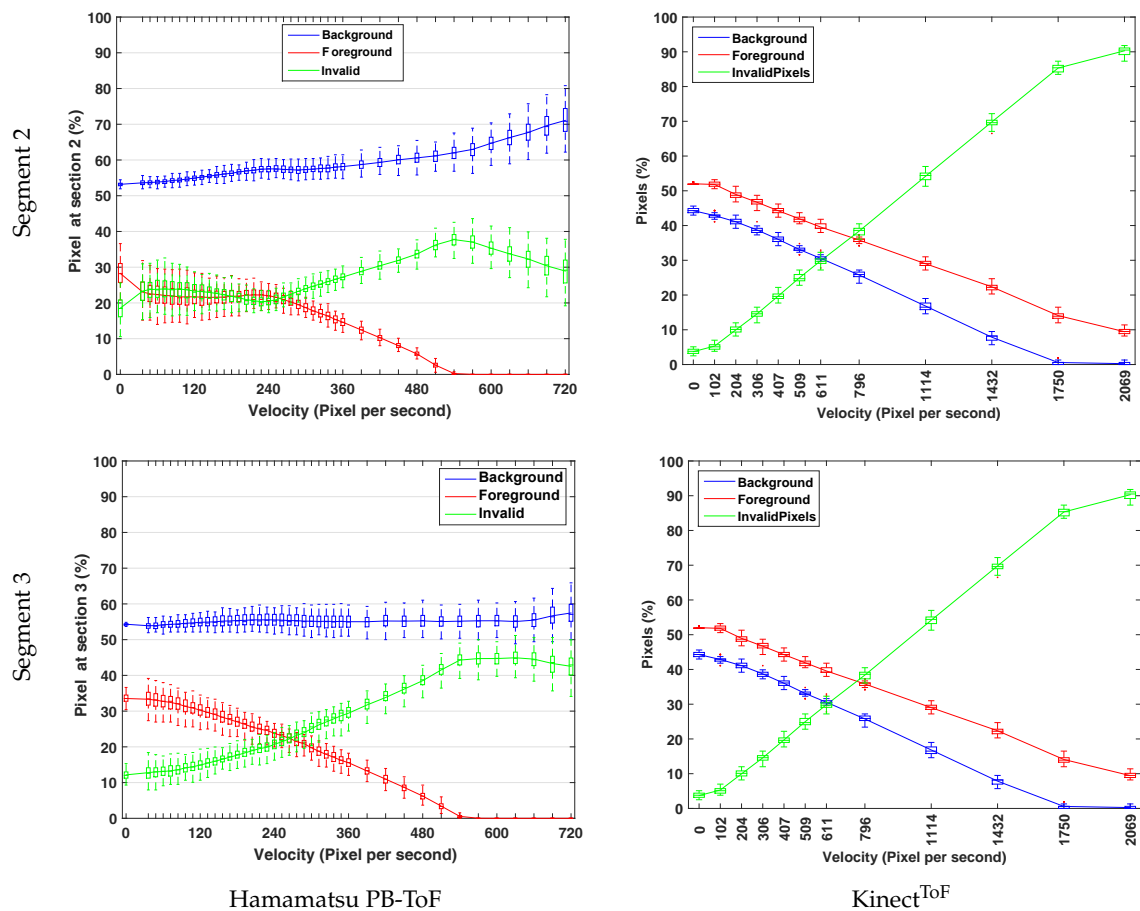 Segment 2
Pixel at section 2 (%)
100
90
80
70
60
50
40
30
20
10
0
Background
Foreground
Invalid
0 120 240 360 480 600 720
Velocity (Pixel per second)
Pixels (%)
100
90
80
70
60
50
40
30
20
10
0
Background
Foreground
InvalidPixels
0 102 204 306 407 509 611 796 1114 1432 1750 2069
Velocity (Pixel per second)
Segment 3
Pixel at section 3 (%)
100
90
80
70
60
50
40
30
20
10
0
Background
Foreground
Invalid
0 120 240 360 480 600 720
Velocity (Pixel per second)
Pixels (%)
100
90
80
70
60
50
40
30
20
10
0
Background
Foreground
InvalidPixels
0 102 204 306 407 509 611 796 1114 1432 1750 2069
Velocity (Pixel per second)
Hamamatsu PB-ToF
Kinect^ToF